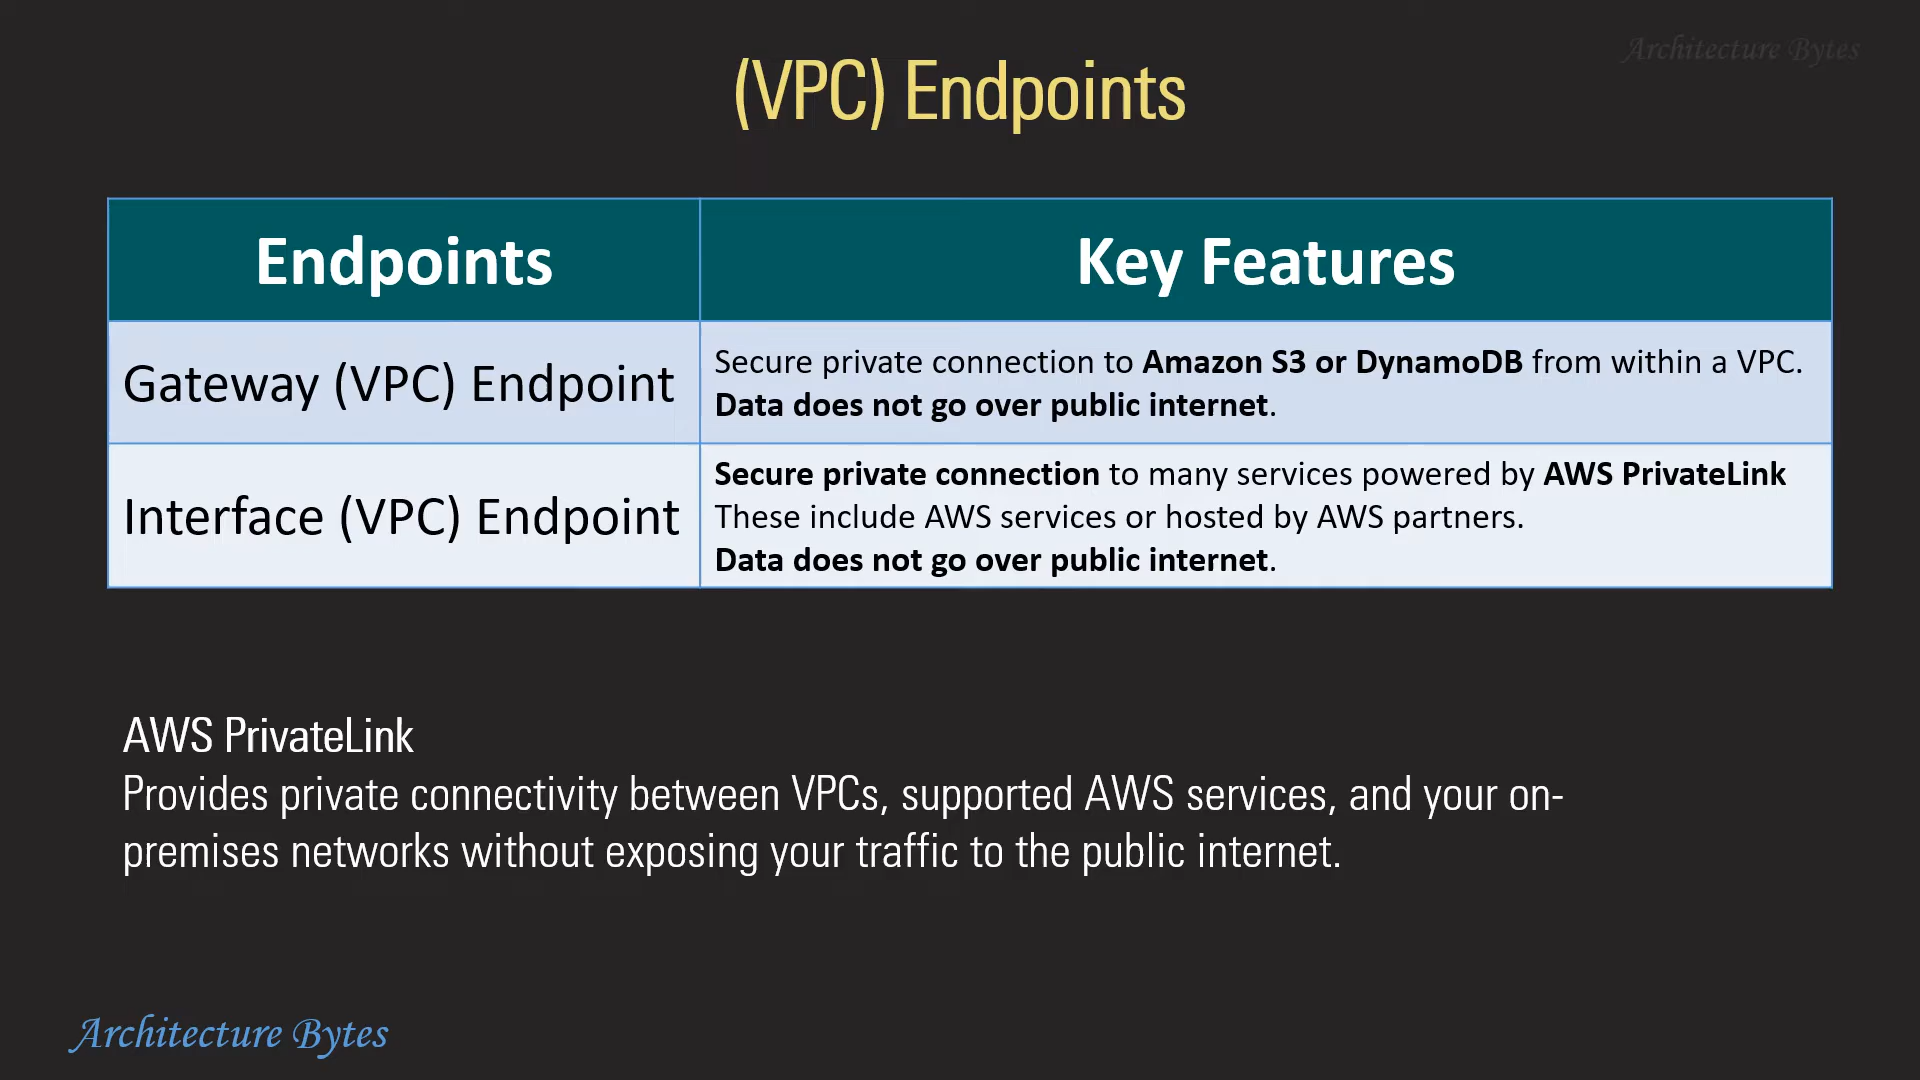 Architecture Bytes
(VPC) Endpoints
Endpoints
Key Features
Gateway (VPC) Endpoint
Secure private connection to Amazon S3 or DynamoDB from within a VPC.
Data does not go over public internet.
Interface (VPC) Endpoint
Secure private connection to many services powered by AWS PrivateLink
These include AWS services or hosted by AWS partners.
Data does not go over public internet.
AWS PrivateLink
Provides private connectivity between VPCs, supported AWS services, and your on-
premises networks without exposing your traffic to the public internet.
Architecture Bytes